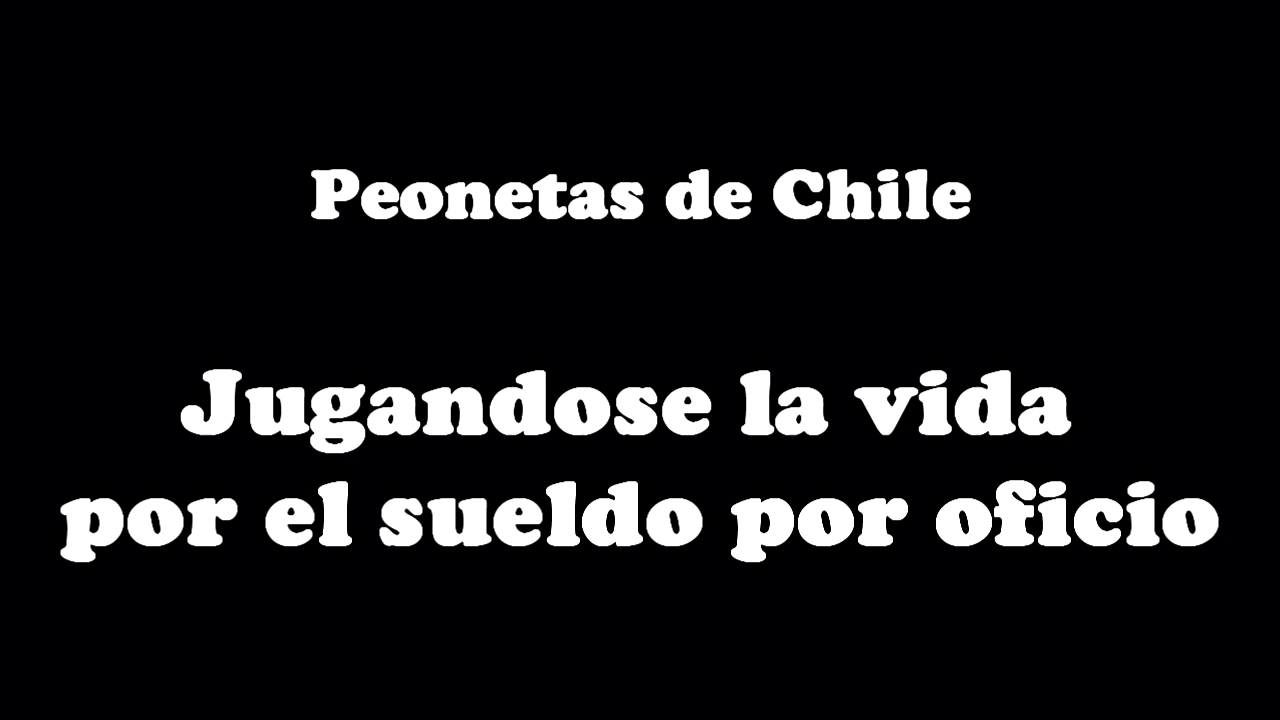 Peonetas de Chile
Jugandose la vida
por el sueldo por oficio